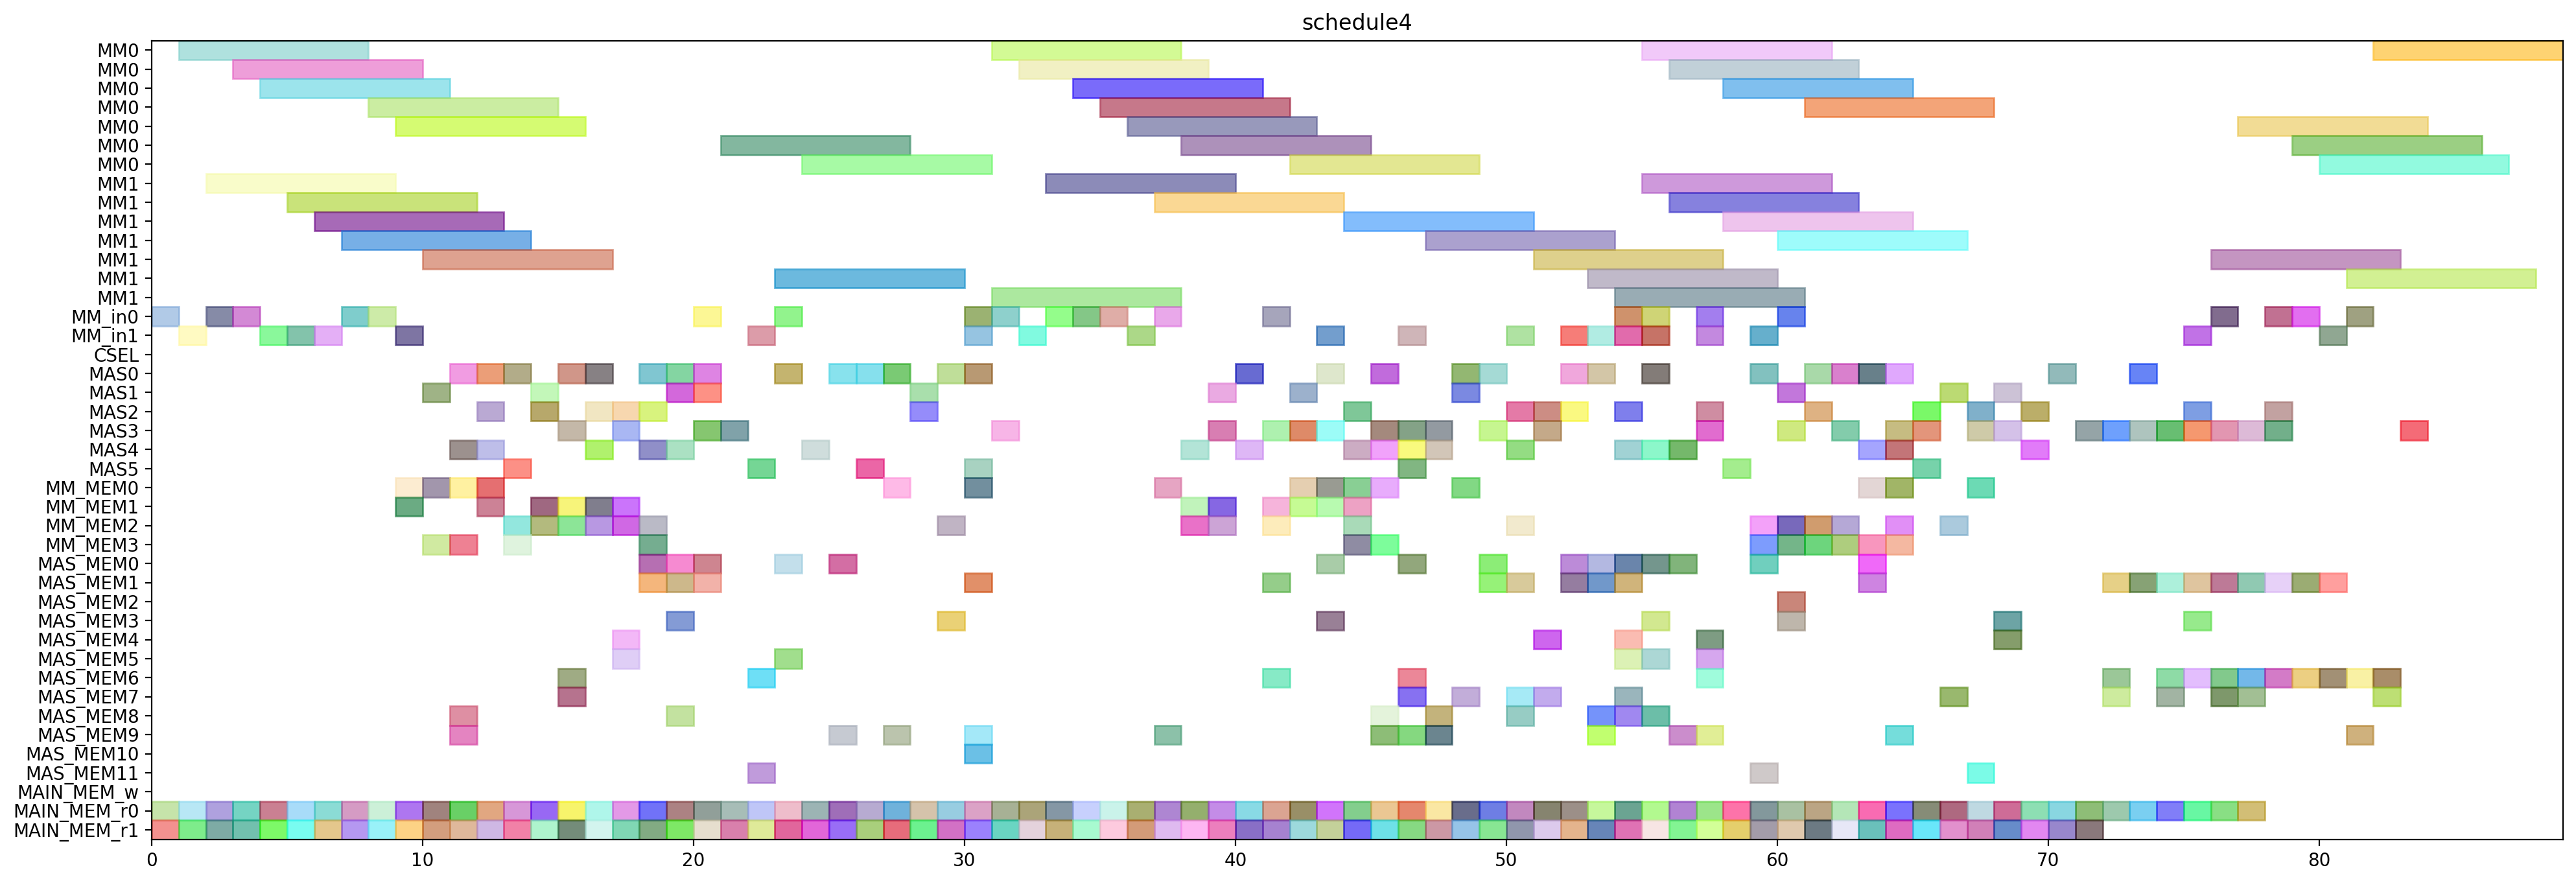 schedule4
MM0
MM0
MM0
MM0
MM0
MM0
MM0
MM1
MM1
MM1
MM1
MM1
MM1
MM1
MM_in0
MM_in1
CSEL
MAS0
MAS1
MAS2
MAS3
MAS4
MAS5
MM_MEM0
MM_MEM1
MM_MEM2
MM_MEM3
MAS_MEM0
MAS_MEM1
MAS_MEM2
MAS_MEM3
MAS_MEM4
MAS_MEM5
MAS_MEM6
MAS_MEM7
MAS_MEM8
MAS_MEM9
MAS_MEM10
MAS_MEM11
MAIN_MEM_w
MAIN_MEM_r0
MAIN_MEM_r1
0 10 20 30 40 50 60 70 80